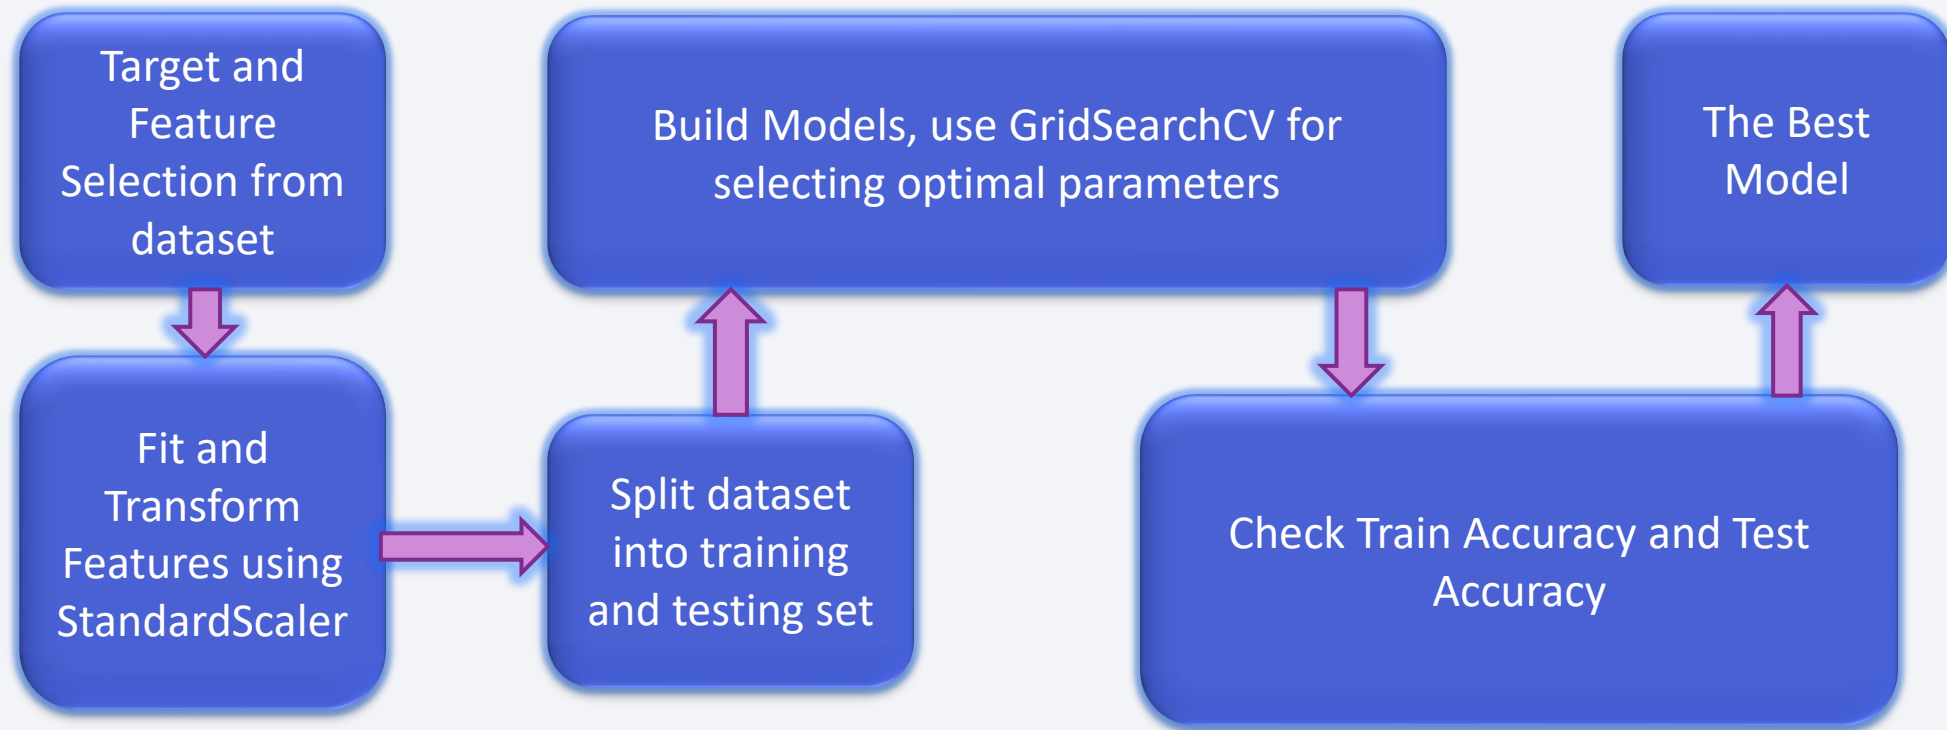 Target and
Feature
Selection from
dataset
Fit and
Transform
Features using
StandardScaler
Split dataset
into training
and testing set
Build Models, use GridSearchCV for
selecting optimal parameters
Check Train Accuracy and Test
Accuracy
The Best
Model